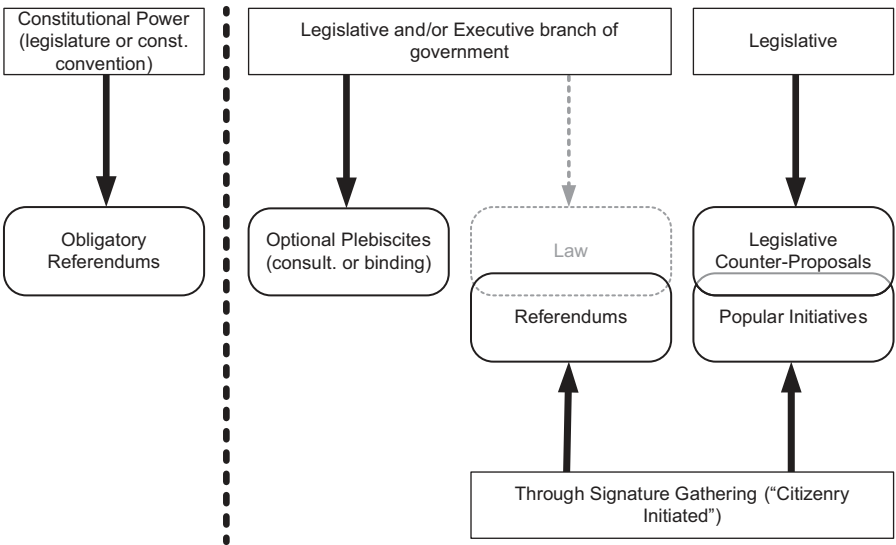 Constitutional Power
(legislature or const.
convention)
Legislative and/or Executive branch of
government
Legislative
Obligatory
Referendums
Optional Plebiscites
(consult. or binding)
Law
Legislative
Counter-Proposals
Referendums
Popular Initiatives
Through Signature Gathering (“Citizenry
Initiated”)